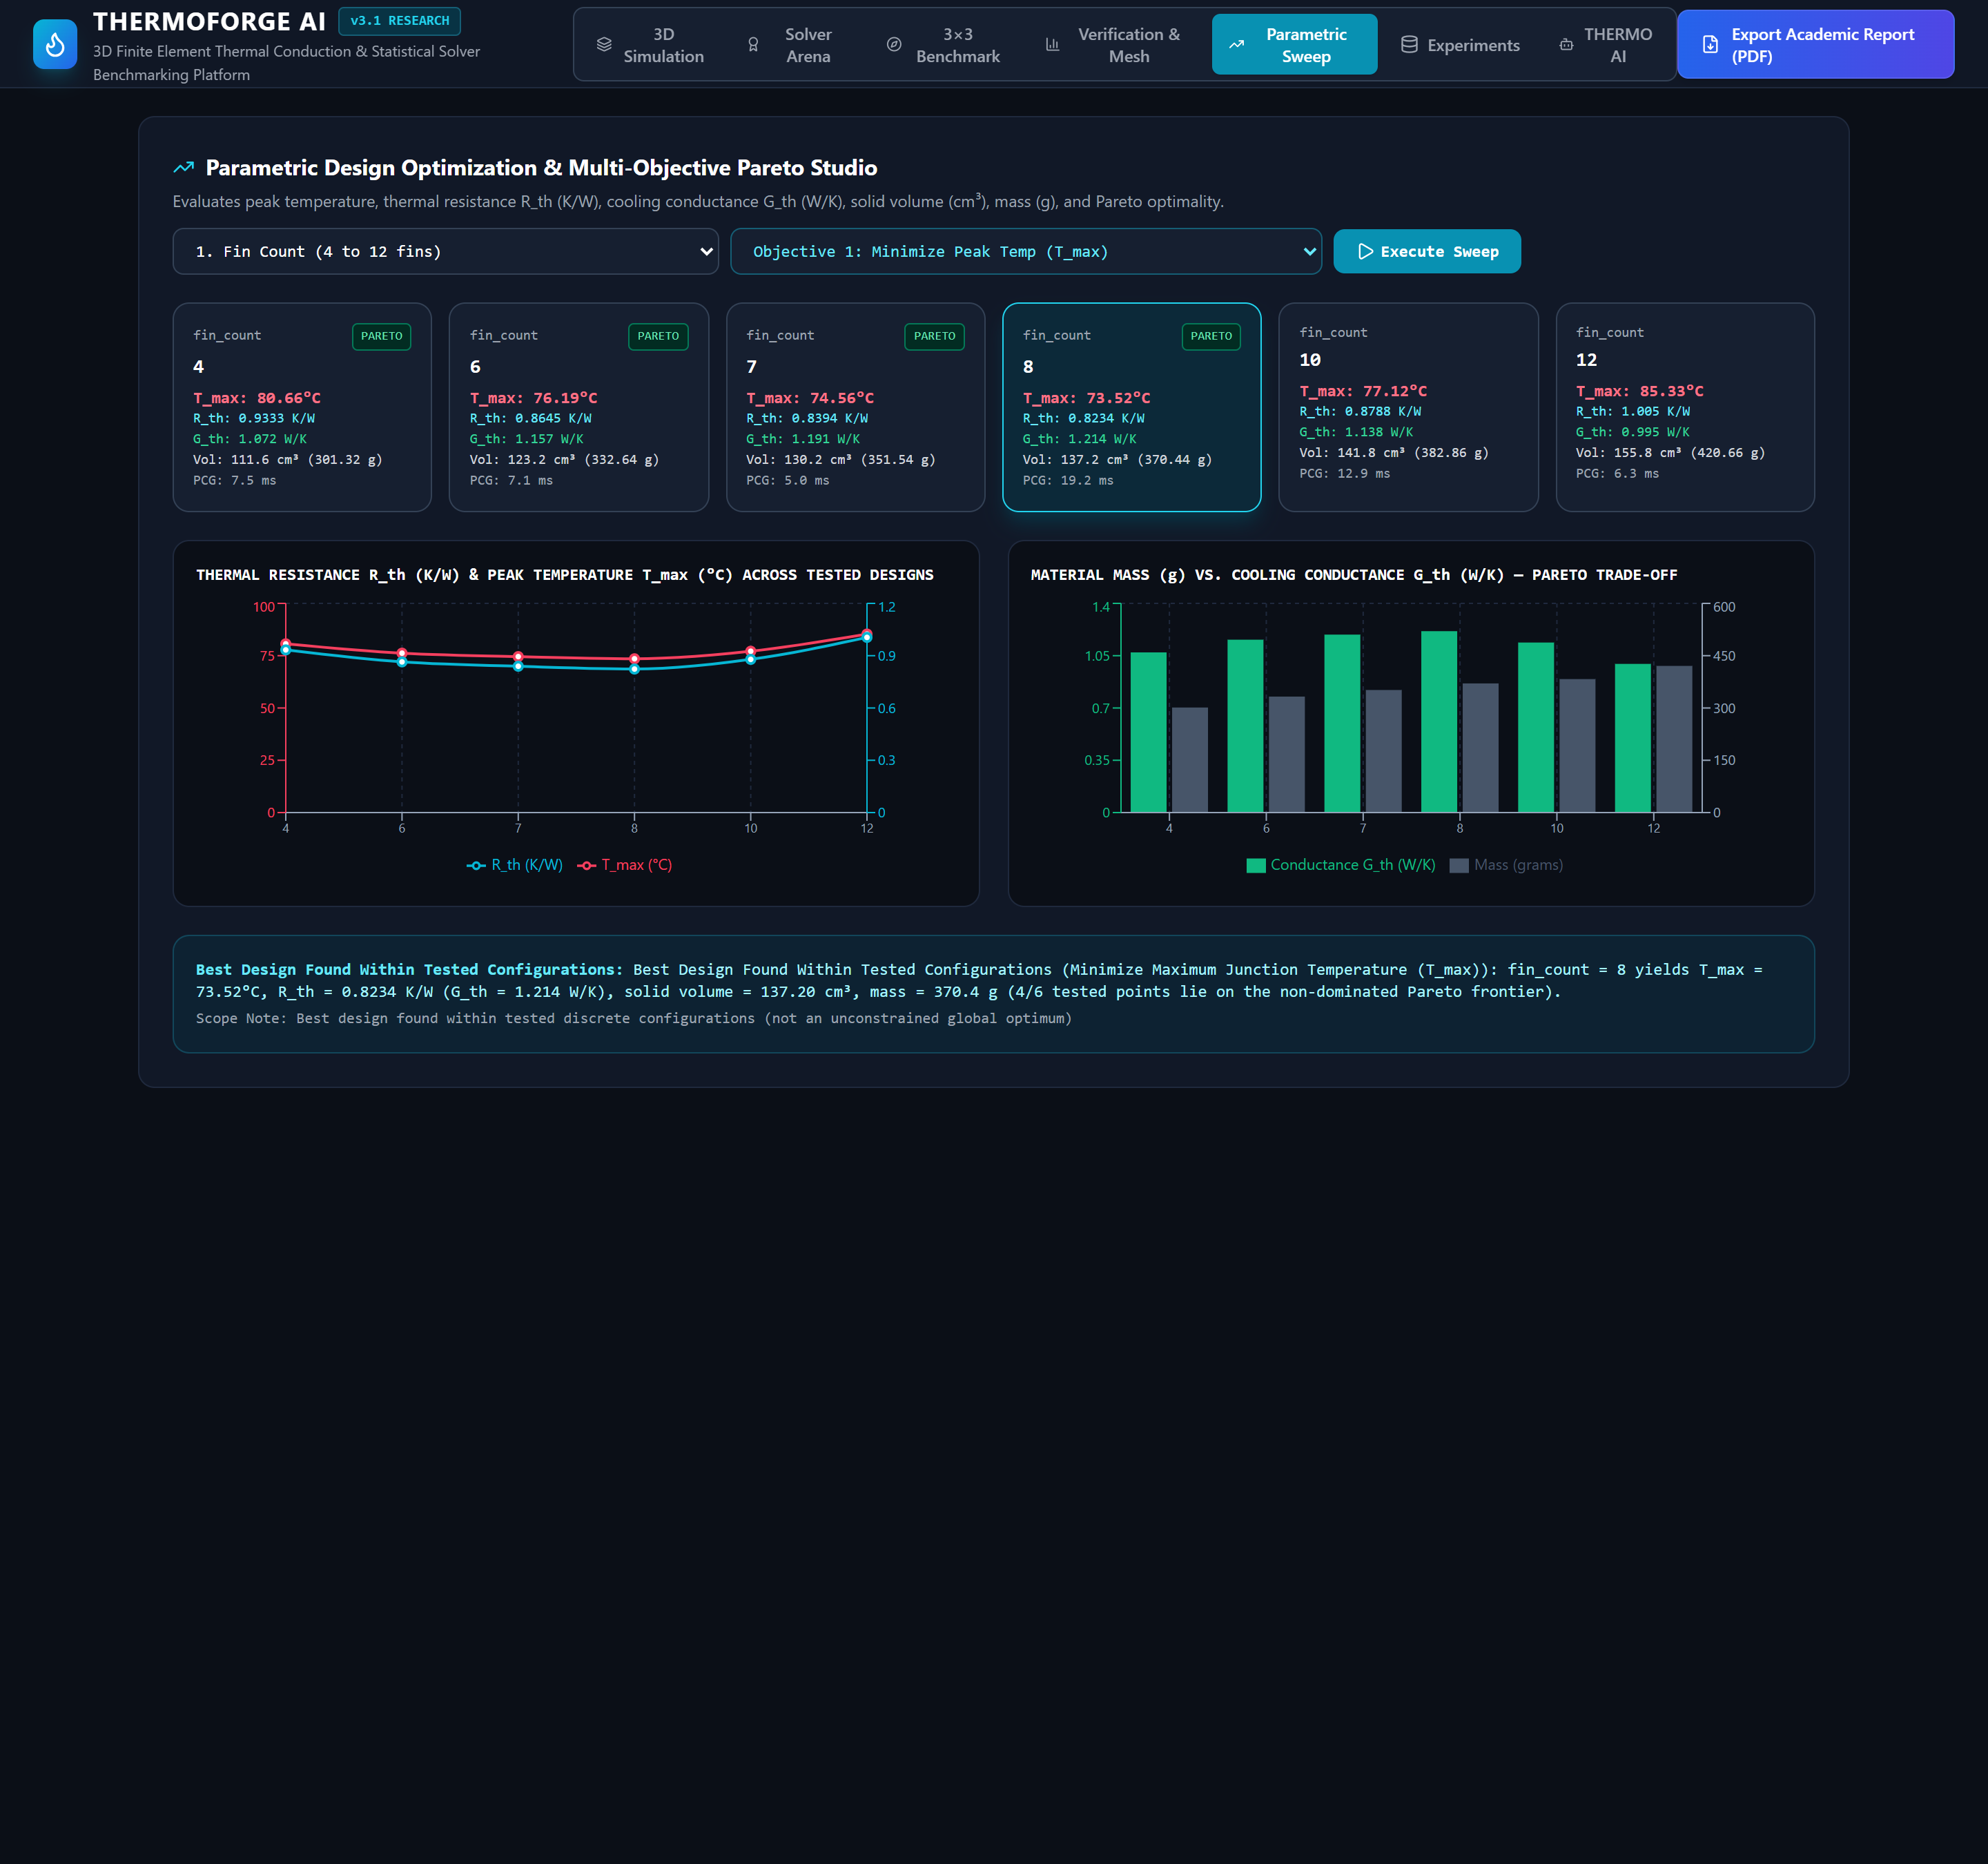 THERMOFORGE AI
v3.1 RESEARCH
3D Finite Element Thermal Conduction & Statistical Solver
Benchmarking Platform
3D
Simulation
Solver
Arena
3×3
Benchmark
Verification &
Mesh
Parametric
Sweep
Experiments
THERMO
AI
Export Academic Report
(PDF)
Parametric Design Optimization & Multi-Objective Pareto Studio
Evaluates peak temperature, thermal resistance R_th (K/W), cooling conductance G_th (W/K), solid volume (cm³), mass (g), and Pareto optimality.
1. Fin Count (4 to 12 fins)
Objective 1: Minimize Peak Temp (T_max)
Execute Sweep
fin_count
PARETO
4
T_max: 80.66°C
R_th: 0.9333 K/W
G_th: 1.072 W/K
Vol: 111.6 cm³ (301.32 g)
PCG: 7.5 ms
fin_count
PARETO
6
T_max: 76.19°C
R_th: 0.8645 K/W
G_th: 1.157 W/K
Vol: 123.2 cm³ (332.64 g)
PCG: 7.1 ms
fin_count
PARETO
7
T_max: 74.56°C
R_th: 0.8394 K/W
G_th: 1.191 W/K
Vol: 130.2 cm³ (351.54 g)
PCG: 5.0 ms
fin_count
PARETO
8
T_max: 73.52°C
R_th: 0.8234 K/W
G_th: 1.214 W/K
Vol: 137.2 cm³ (370.44 g)
PCG: 19.2 ms
fin_count
10
T_max: 77.12°C
R_th: 0.8788 K/W
G_th: 1.138 W/K
Vol: 141.8 cm³ (382.86 g)
PCG: 12.9 ms
fin_count
12
T_max: 85.33°C
R_th: 1.005 K/W
G_th: 0.995 W/K
Vol: 155.8 cm³ (420.66 g)
PCG: 6.3 ms
THERMAL RESISTANCE R_th (K/W) & PEAK TEMPERATURE T_max (°C) ACROSS TESTED DESIGNS
100
75
50
25
0
1.2
0.9
0.6
0.3
0
4 6 7 8 10 12
R_th (K/W) T_max (°C)
MATERIAL MASS (g) VS. COOLING CONDUCTANCE G_th (W/K) — PARETO TRADE-OFF
1.4
1.05
0.7
0.35
0
600
450
300
150
0
4 6 7 8 10 12
Conductance G_th (W/K) Mass (grams)
Best Design Found Within Tested Configurations: Best Design Found Within Tested Configurations (Minimize Maximum Junction Temperature (T_max)): fin_count = 8 yields T_max =
73.52°C, R_th = 0.8234 K/W (G_th = 1.214 W/K), solid volume = 137.20 cm³, mass = 370.4 g (4/6 tested points lie on the non-dominated Pareto frontier).
Scope Note: Best design found within tested discrete configurations (not an unconstrained global optimum)